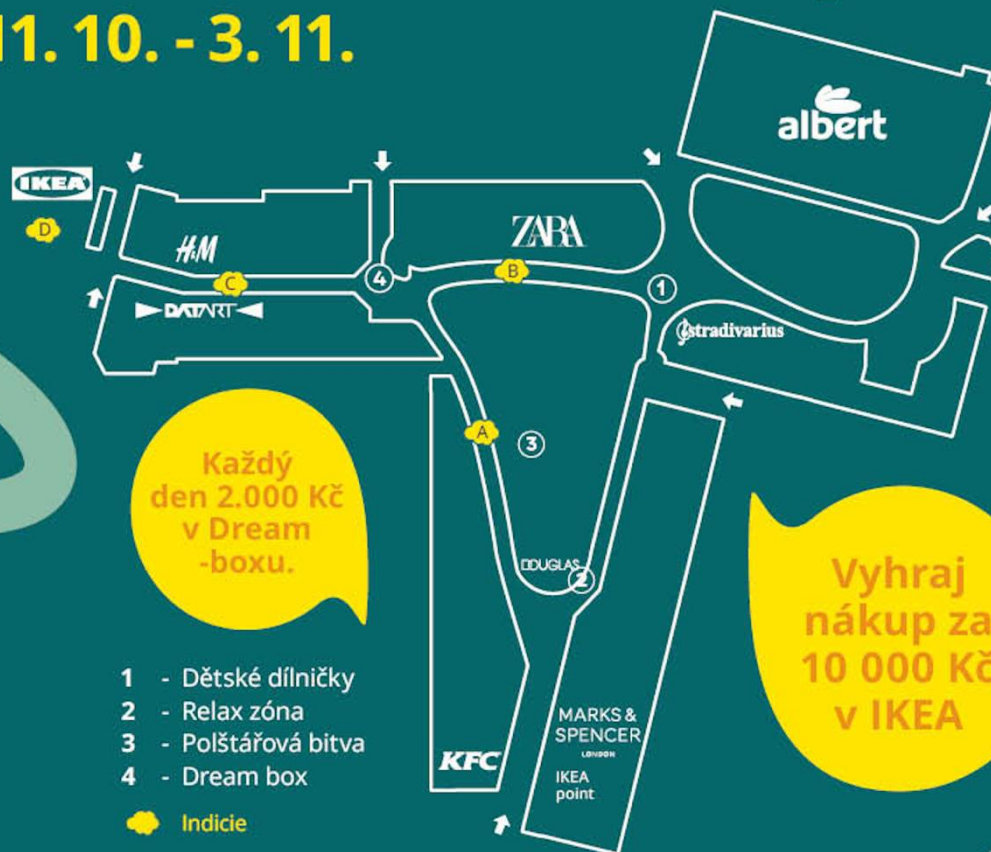 11. 10. - 3. 11.
albert
IKEA
D
H&M
ZARA
C
4
B
1
DATART
stradivarius
A
3
Každý
den 2.000 Kč
v Dream
-boxu.
DOUGLAS
2
Vyhraj
nákup za
10 000 Kč
v IKEA
1 - Dětské dílničky
2 - Relax zóna
3 - Polštářová bitva
4 - Dream box
Indicie
KFC
MARKS &
SPENCER
LONDON
IKEA
point